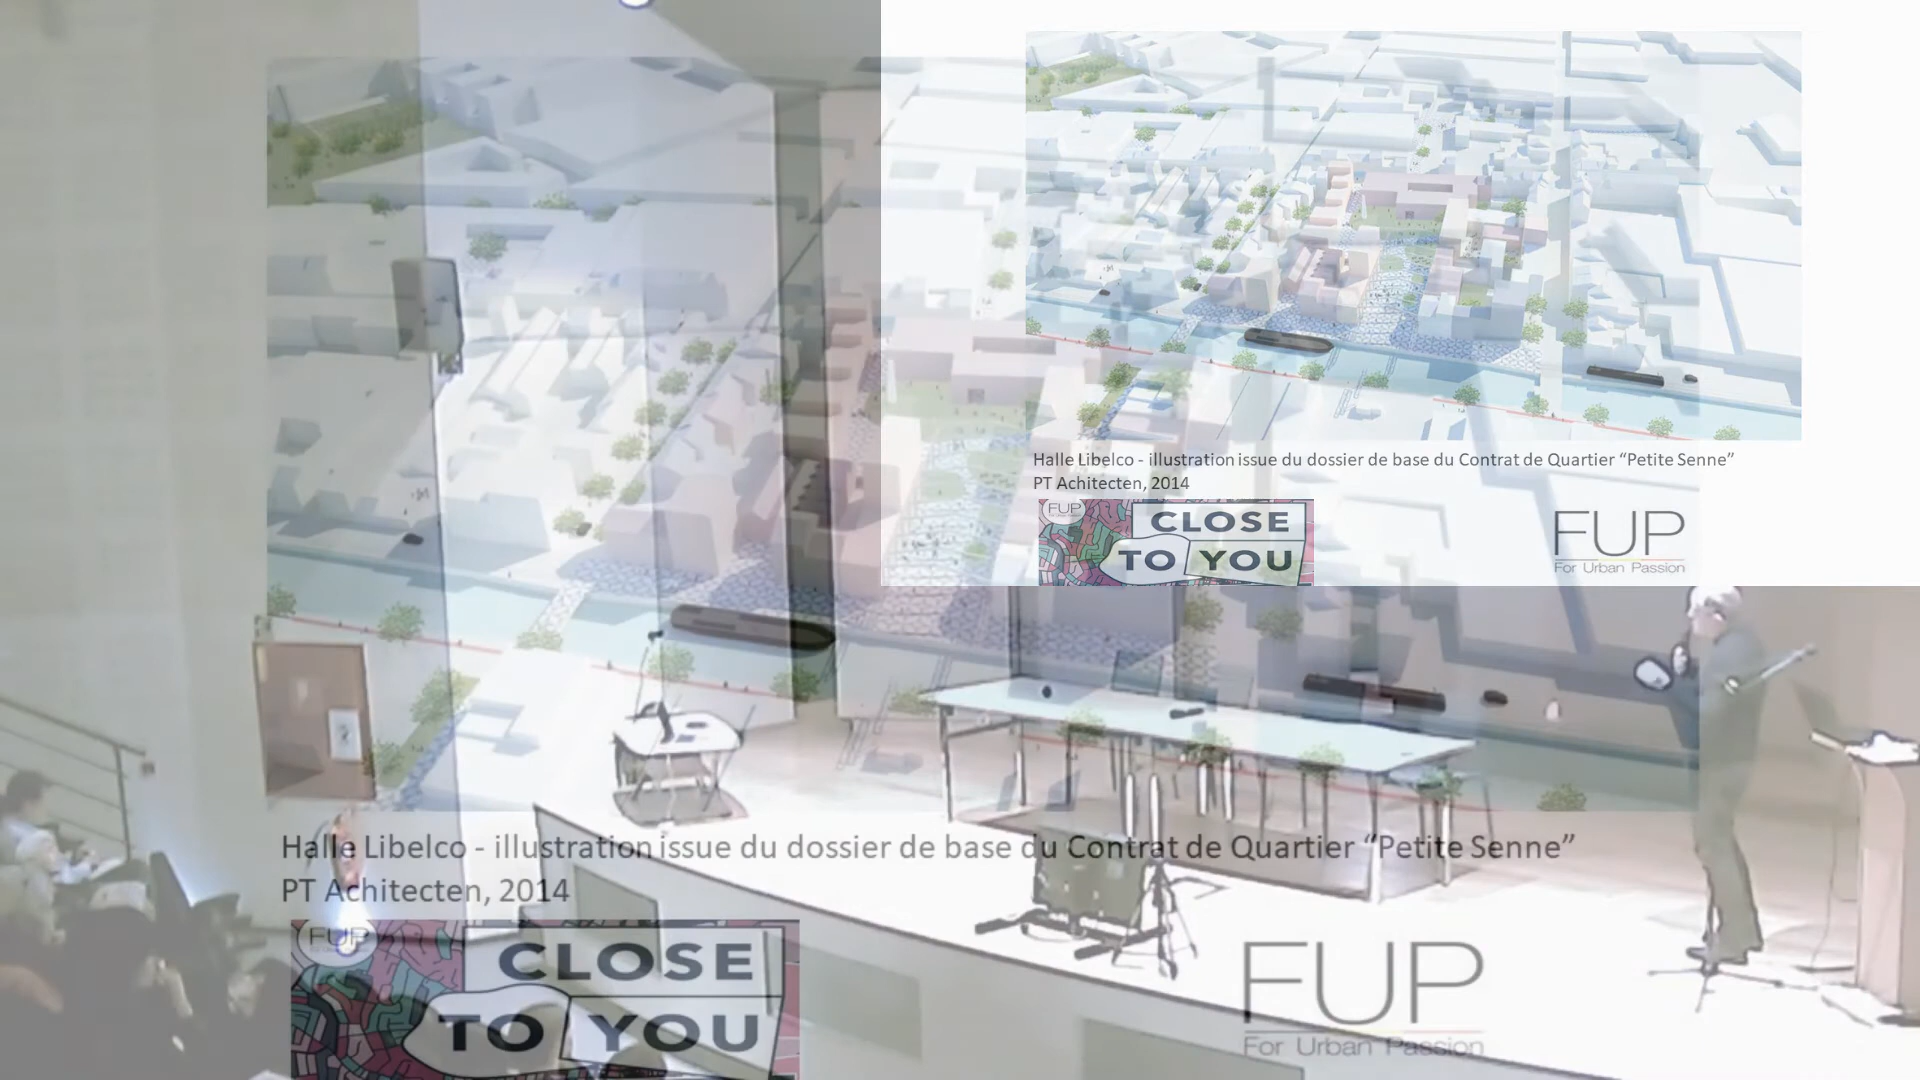 Halle Libelco - illustration issue du dossier de base du Contrat de Quartier “Petite Senne”
PT Achitecten, 2014
FUP
CLOSE
TO YOU
FUP
For Urban Passion
Halle Libelco - illustration issue du dossier de base du Contrat de Quartier “Petite Senne”
PT Achitecten, 2014
FUP
CLOSE
TO YOU
FUP
For Urban Passion